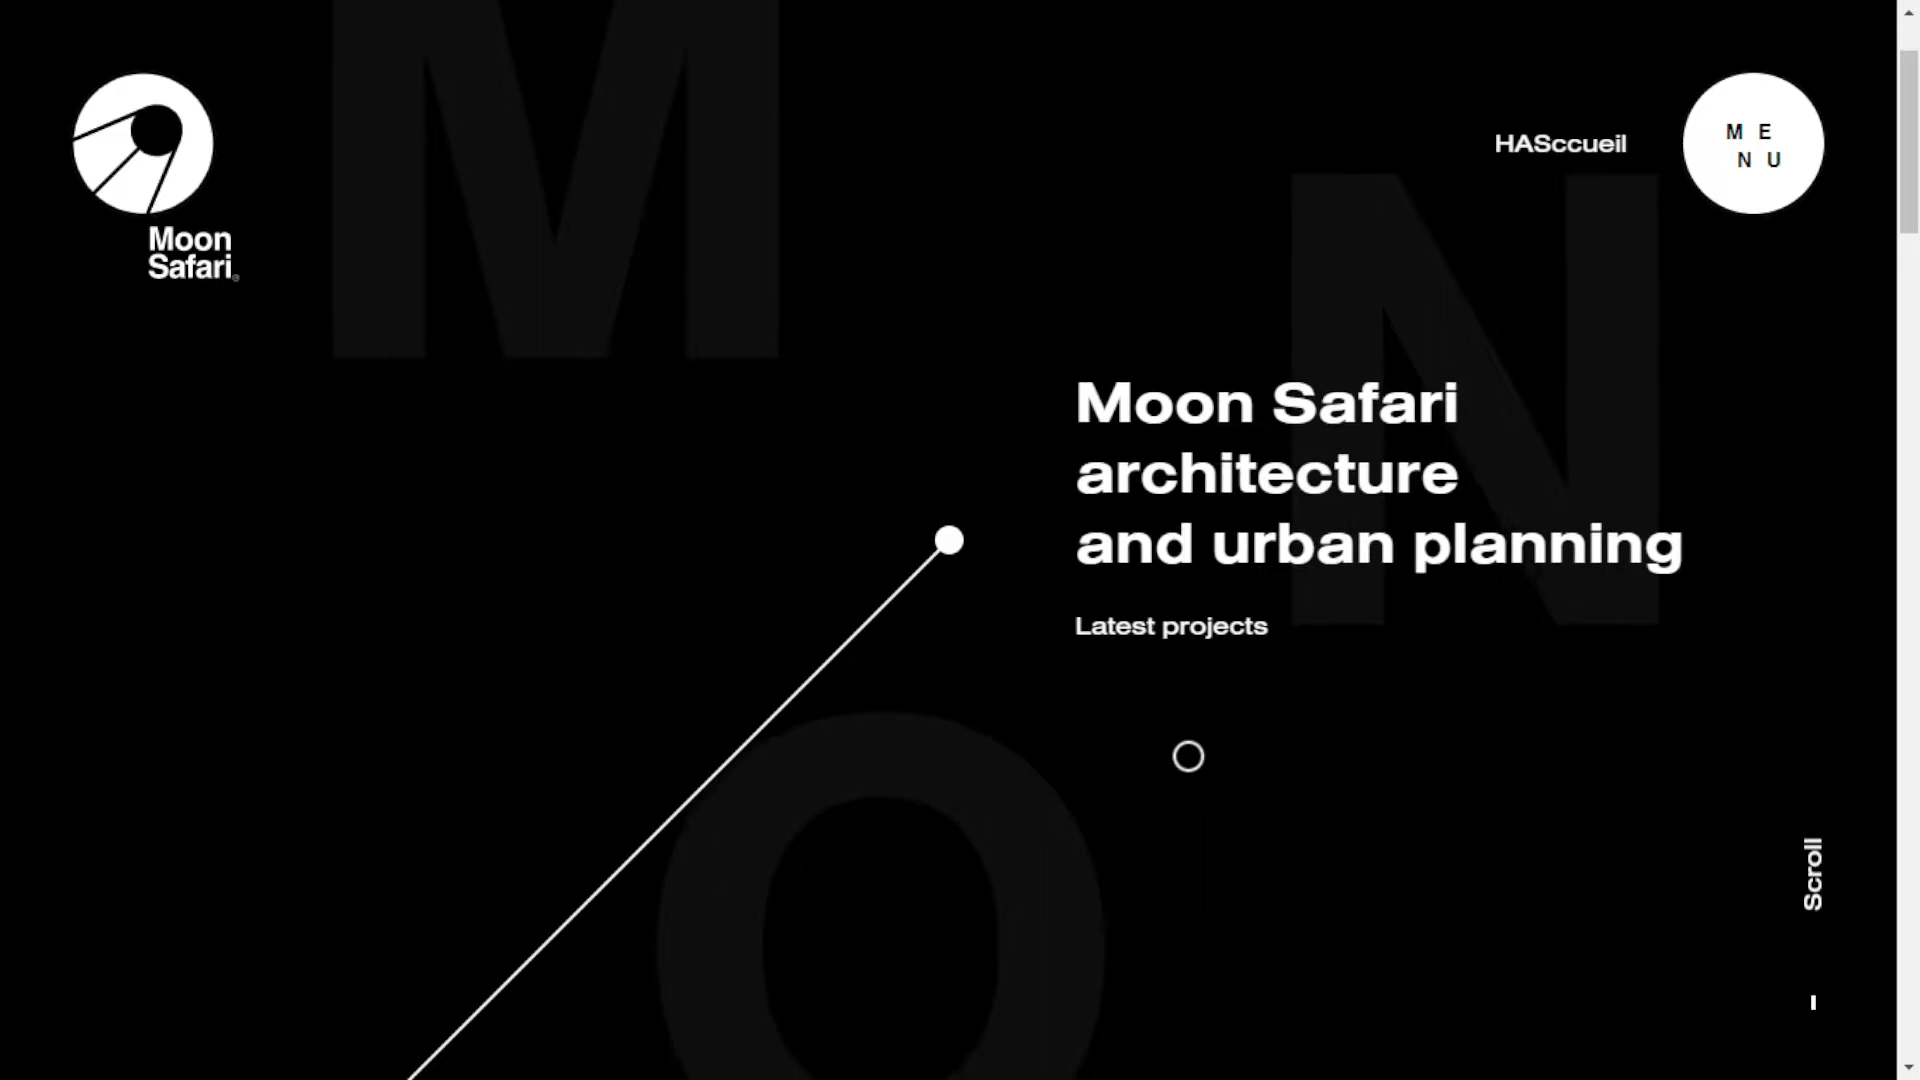 M
N
O
Moon
Safari
HASccueil
M E
N U
Moon Safari
architecture
and urban planning
Latest projects
Scroll